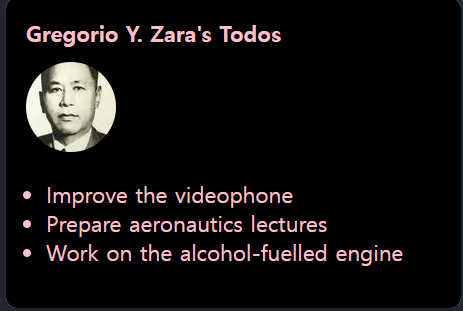 Gregorio Y. Zara's Todos
Improve the videophone
Prepare aeronautics lectures
Work on the alcohol-fuelled engine